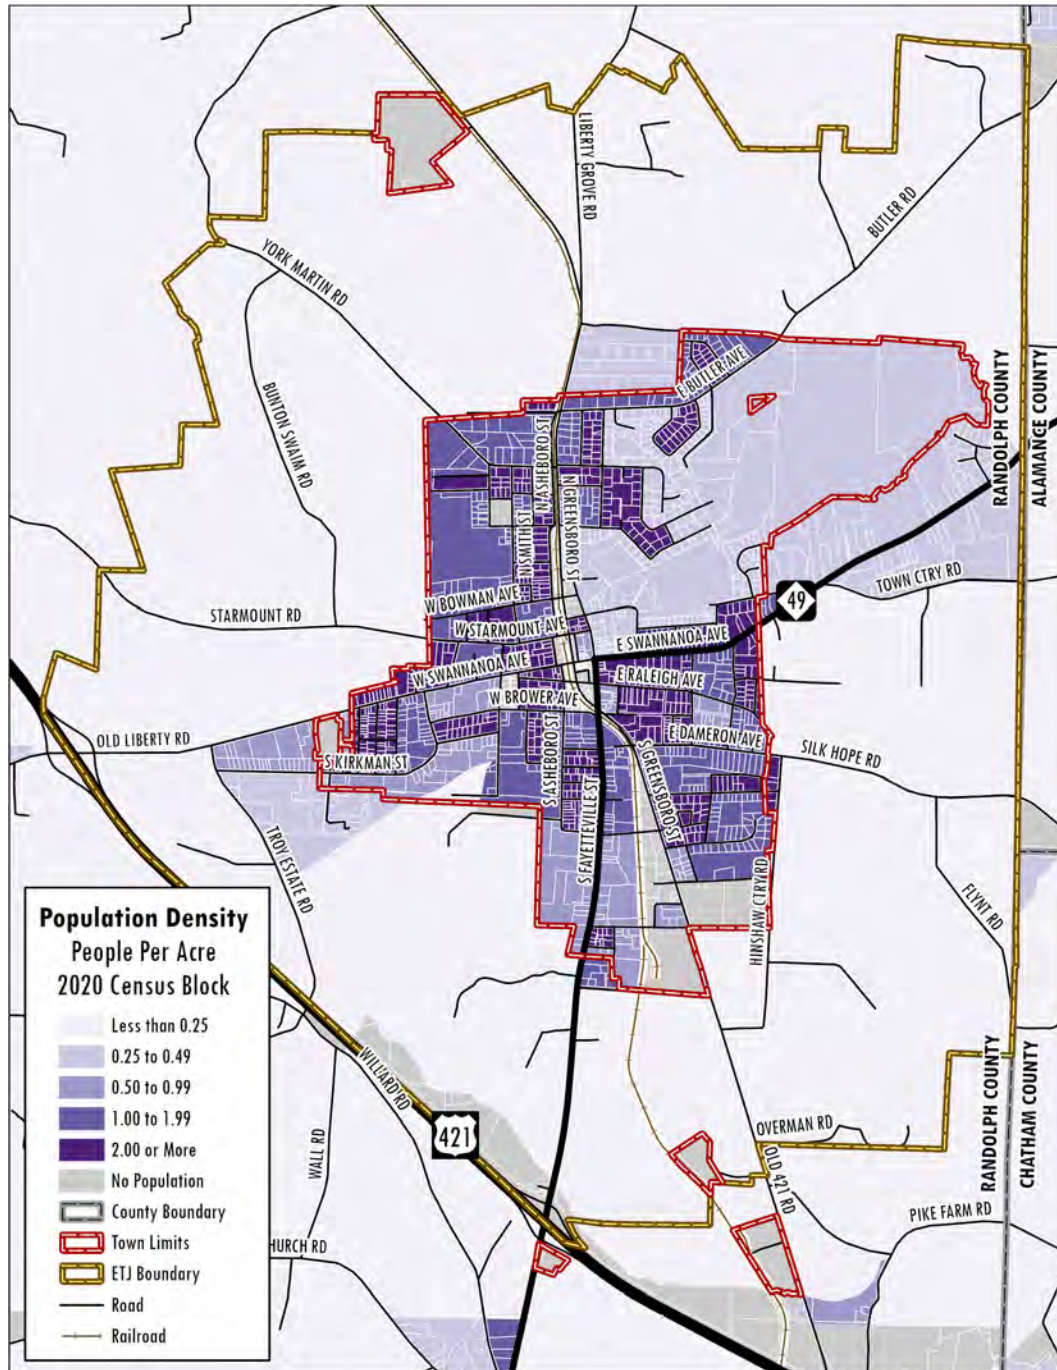 LIBERTY GROVE RD
BUTLER RD
YORK MARTIN RD
BUNTON SWAIM RD
E BUTLER AVE
RANDOLPH COUNTY
ALAMANCE COUNTY
N ASHEBORO ST
N GREENSBORO ST
N SMITH ST
W BOWMAN AVE
STARMOUNT RD
W STARMOUNT AVE
49
TOWN CTRY RD
E SWANNANOA AVE
W SWANNANOA AVE
E RALEIGH AVE
W BROWER AVE
OLD LIBERTY RD
E DAMERON AVE
SILK HOPE RD
S KIRKMAN ST
S ASHEBORO ST
S GREENSBORO ST
S FAYETTEVILLE ST
TROY ESTATE RD
HINSHAW CTRY RD
FLYNT RD
Population Density
People Per Acre
2020 Census Block
Less than 0.25
0.25 to 0.49
0.50 to 0.99
1.00 to 1.99
2.00 or More
No Population
County Boundary
Town Limits
ETJ Boundary
Road
Railroad
WILLARD RD
421
WALL RD
HURCH RD
OVERMAN RD
OLD 421 RD
PIKE FARM RD
RANDOLPH COUNTY
CHATHAM COUNTY